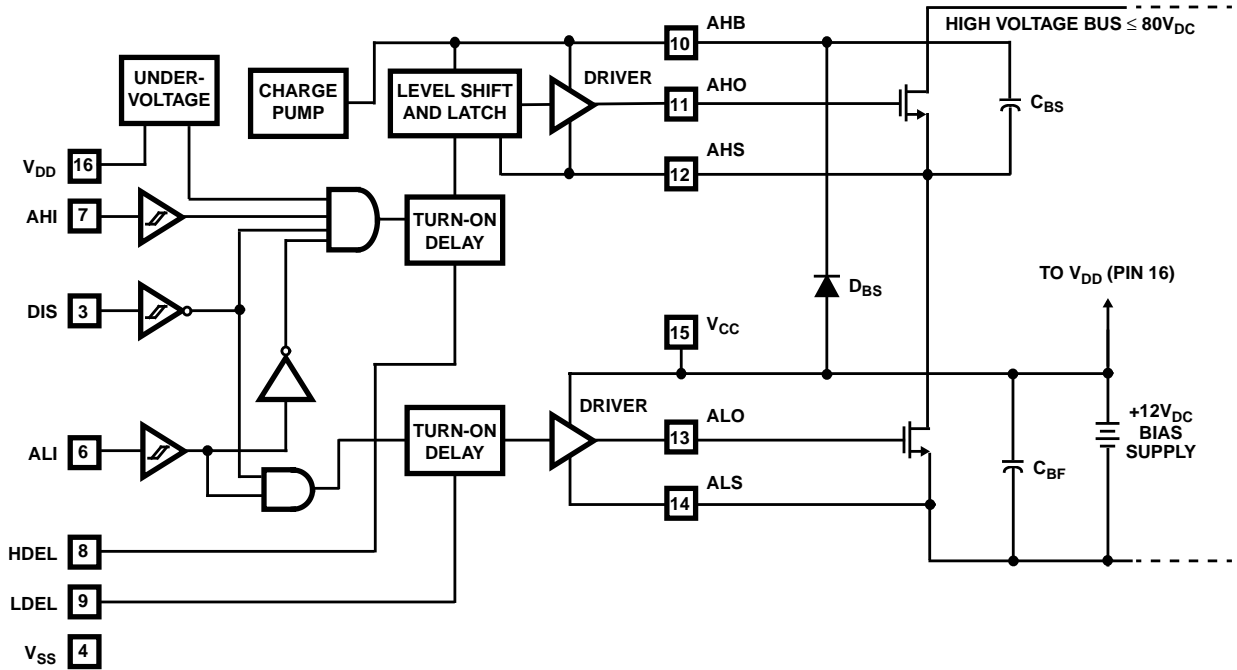 AHB
10
HIGH VOLTAGE BUS ≤ 80VDC
UNDER-
VOLTAGE
CHARGE
PUMP
LEVEL SHIFT
AND LATCH
DRIVER
AHO
11
CBS
VDD
16
AHS
12
AHI
7
TURN-ON
DELAY
DIS
3
DBS
TO VDD (PIN 16)
15
VCC
ALI
6
TURN-ON
DELAY
DRIVER
ALO
13
+12VDC
BIAS
SUPPLY
CBF
ALS
14
HDEL
8
LDEL
9
VSS
4